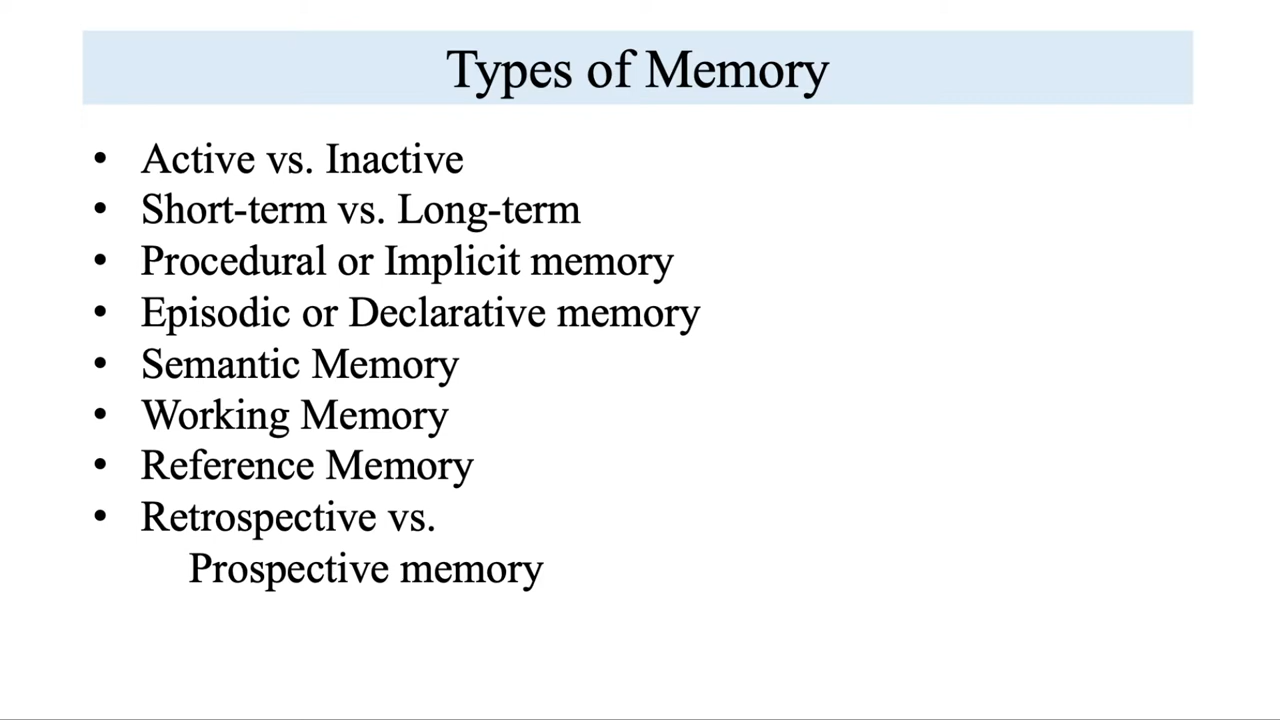 Types of Memory
• Active vs. Inactive
• Short-term vs. Long-term
• Procedural or Implicit memory
• Episodic or Declarative memory
• Semantic Memory
• Working Memory
• Reference Memory
• Retrospective vs.
Prospective memory